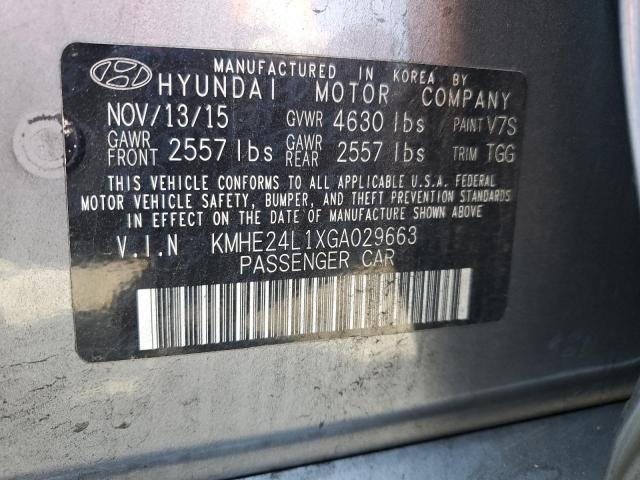 MANUFACTURED IN KOREA BY
HYUNDAI MOTOR COMPANY
NOV/13/15 GVWR 4630 lbs PAINT V7S
GAWR FRONT 2557 lbs GAWR REAR 2557 lbs TRIM TGG
THIS VEHICLE CONFORMS TO ALL APPLICABLE U.S.A. FEDERAL
MOTOR VEHICLE SAFETY, BUMPER, AND THEFT PREVENTION STANDARDS
IN EFFECT ON THE DATE OF MANUFACTURE SHOWN ABOVE
V.I.N KMHE24L1XGA029663
PASSENGER CAR